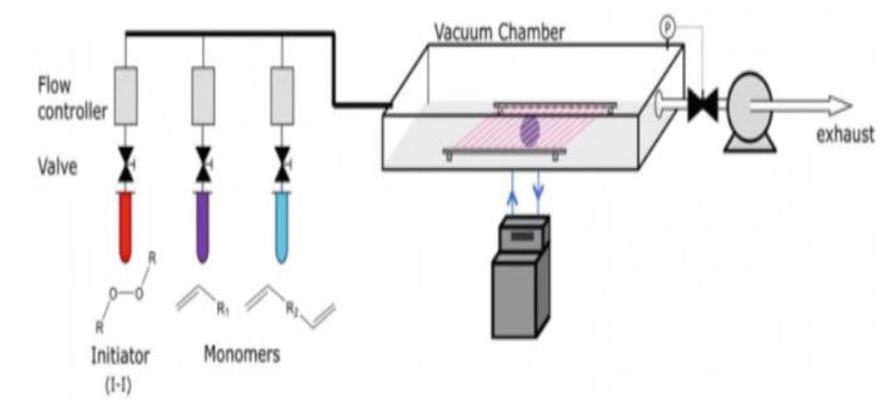 Vacuum Chamber
P
Flow
controller
exhaust
Valve
R
O—O
R
R₁
R₂
Initiator
(I-I)
Monomers